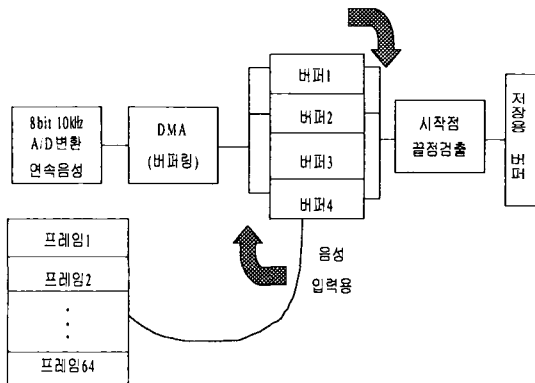 8bit 10kHz
A/D변환
연속음성
DMA
(버퍼링)
버퍼1
버퍼2
버퍼3
버퍼4
시작점
끝점검출
저장용 버퍼
프레임1
프레임2
프레임64
음성
입력용